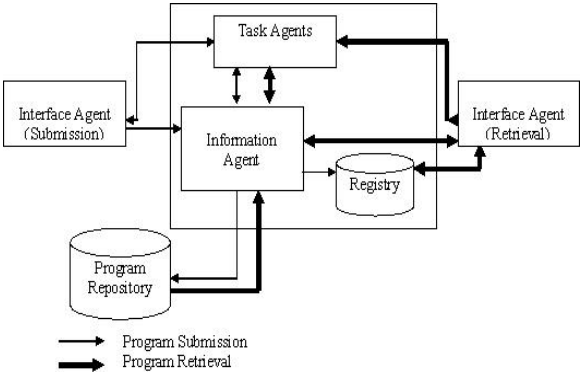 Task Agents
Interface Agent
(Submission)
Information
Agent
Interface Agent
(Retrieval)
Registry
Program
Repository
Program Submission
Program Retrieval